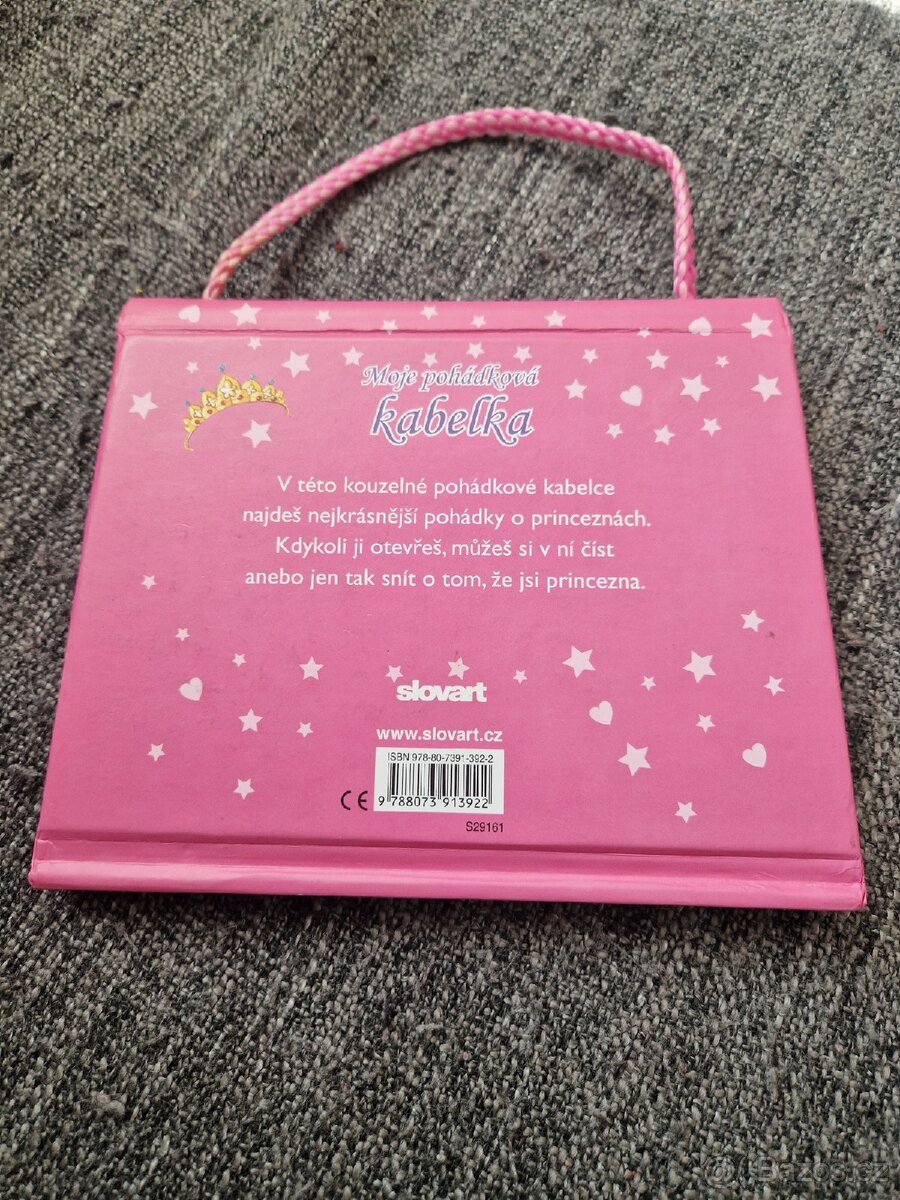 Moje pohádková
kabelka
V této kouzelné pohádkové kabelce
najdeš nejkrásnější pohádky o princeznách.
Kdykoli ji otevřeš, můžeš si v ní číst
anebo jen tak snít o tom, že jsi princezna.
slovart
www.slovart.cz
ISBN 978-80-7391-392-2
CE
9 788073 913922
S29161
Bazos.cz